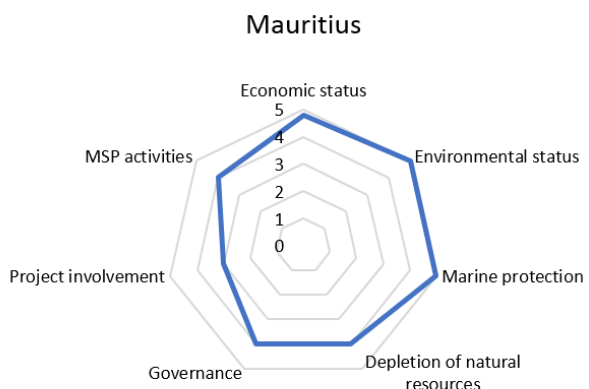 Mauritius
Economic status
5
MSP activities
Environmental status
4
3
2
1
0
Project involvement
Marine protection
Governance
Depletion of natural
resources